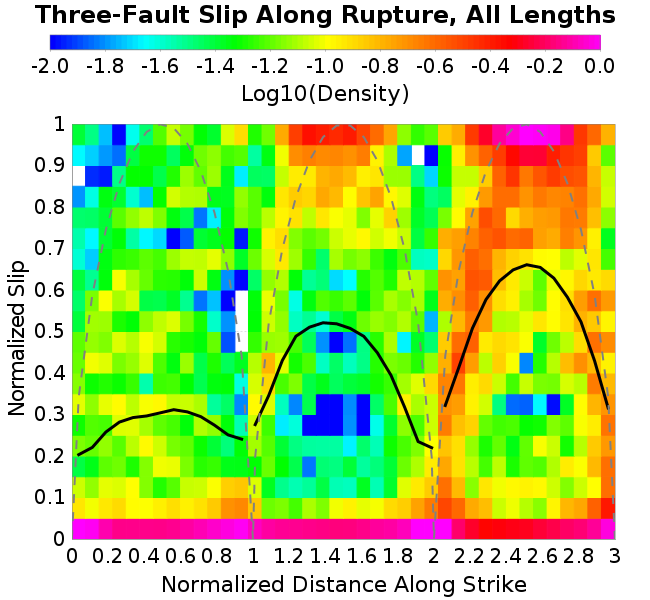 Three-Fault Slip Along Rupture, All Lengths
-2.0 -1.8 -1.6 -1.4 -1.2 -1.0 -0.8 -0.6 -0.4 -0.2 0.0
Log10(Density)
1
0.9
0.8
0.7
0.6
0.5
0.4
0.3
0.2
0.1
0
Normalized Slip
0 0.2 0.4 0.6 0.8 1 1.2 1.4 1.6 1.8 2 2.2 2.4 2.6 2.8 3
Normalized Distance Along Strike